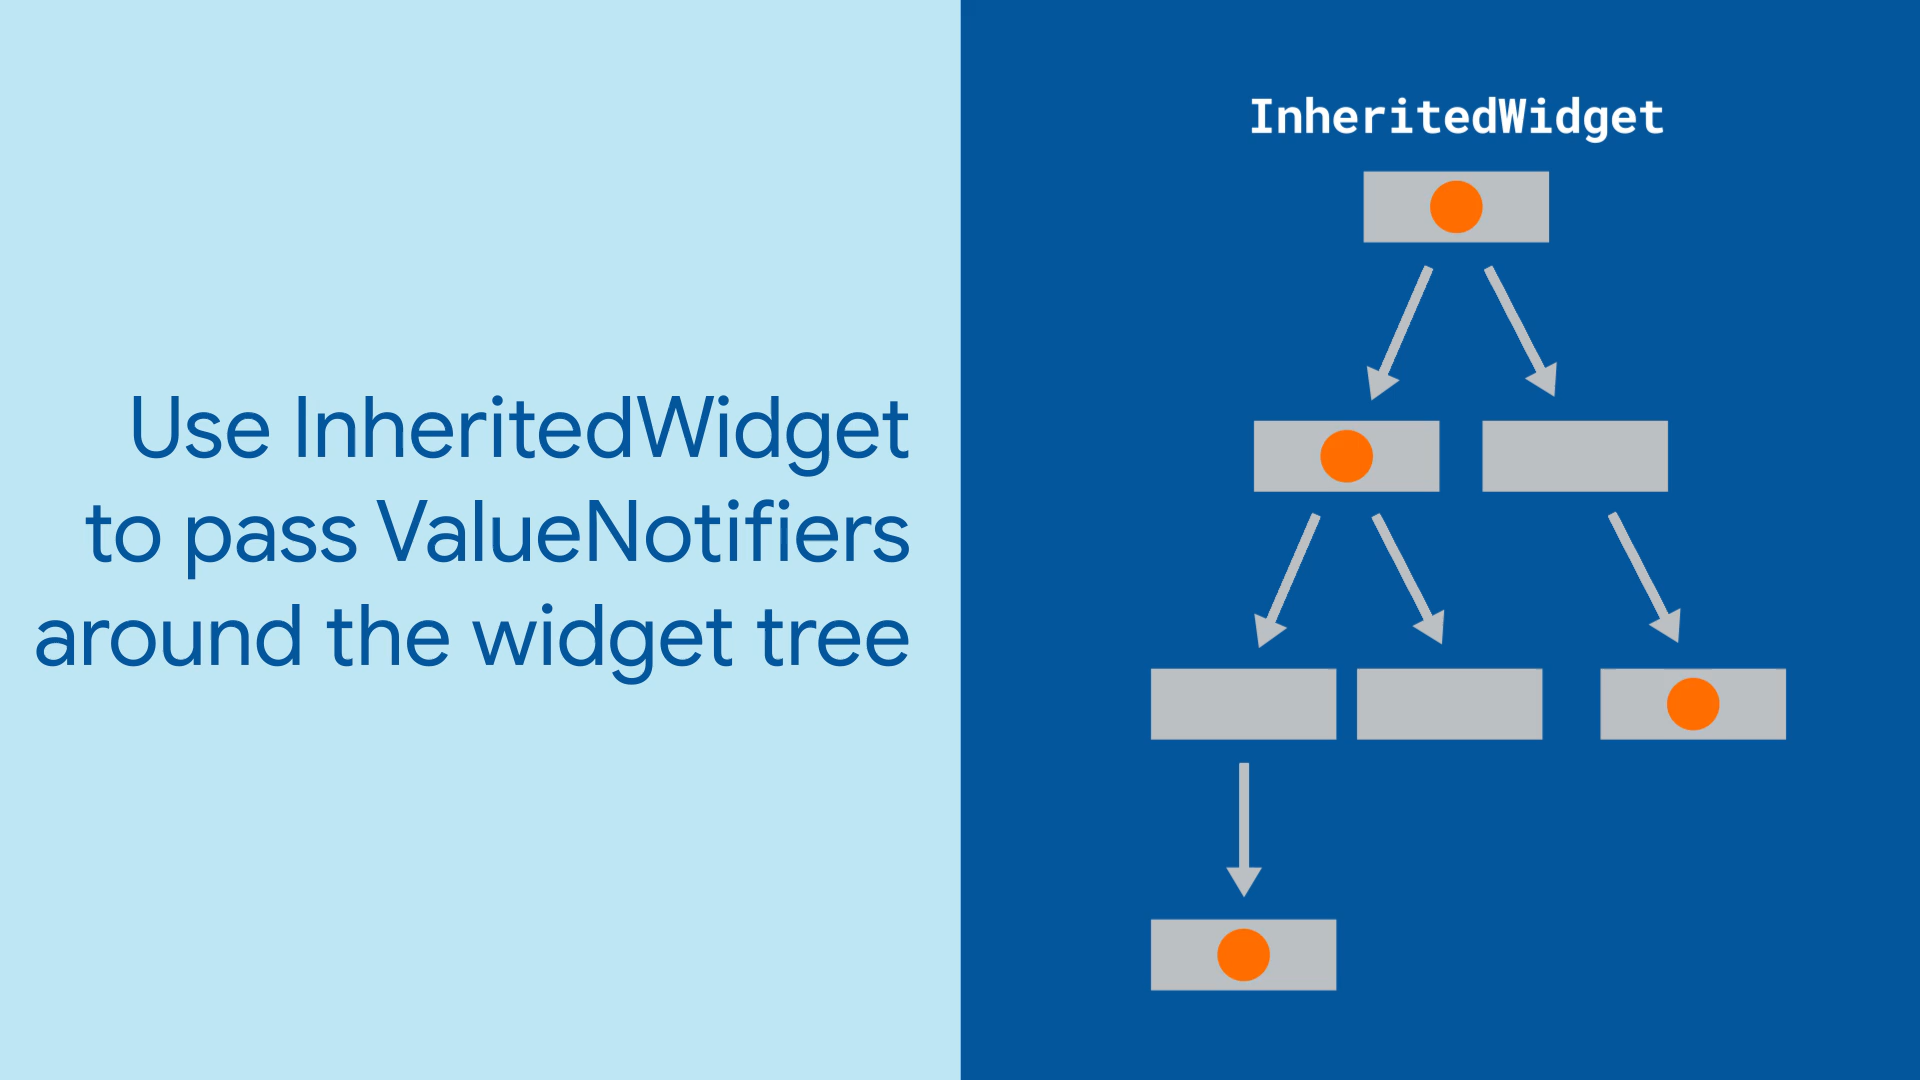 Use InheritedWidget
to pass ValueNotifiers
around the widget tree
InheritedWidget